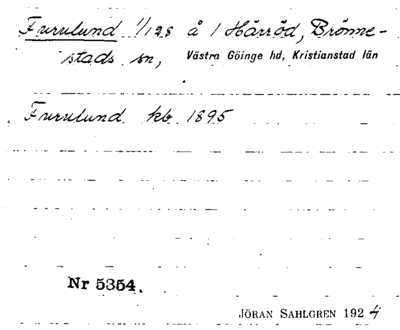 Furulund 1/128 å 1 Härröd, Brönne-
stads sn, Västra Göinge hd, Kristianstad län
Furulund kb 1895
Nr 5354.
JÖRAN SAHLGREN 1924